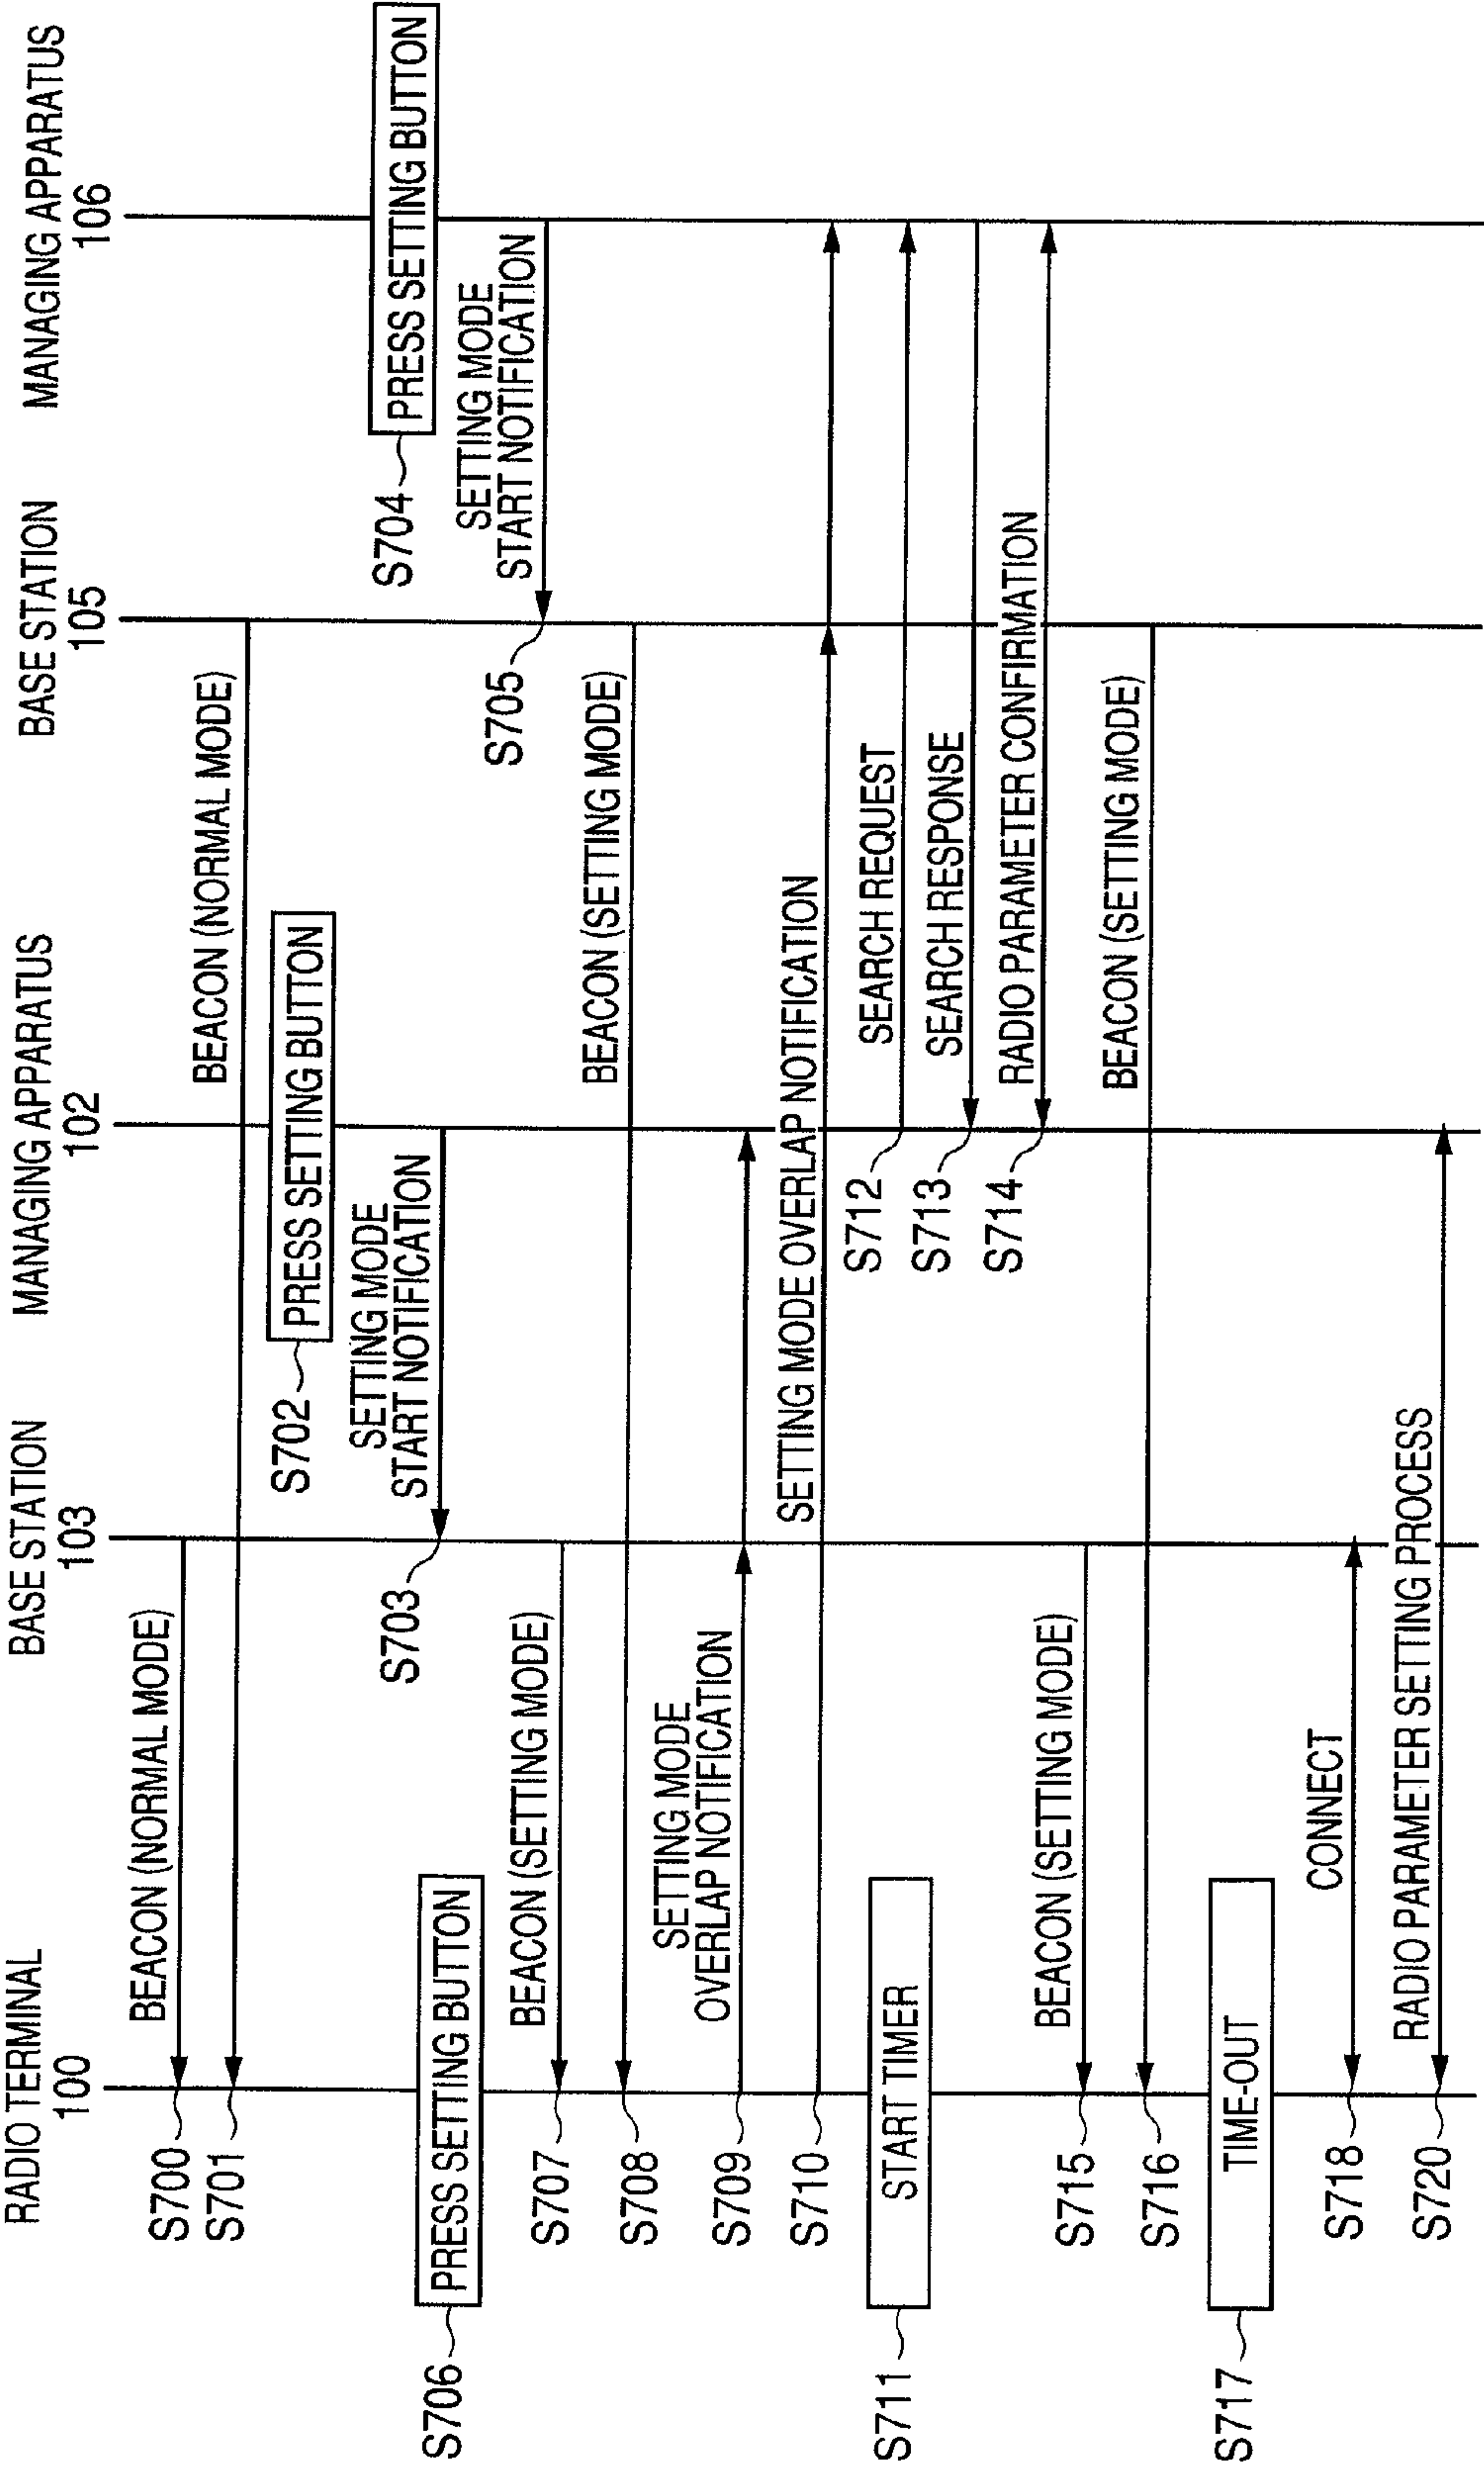 RADIO TERMINAL
100
BASE STATION
103
MANAGING APPARATUS
102
BASE STATION
105
MANAGING APPARATUS
106
S700
BEACON (NORMAL MODE)
S701
BEACON (NORMAL MODE)
S702
PRESS SETTING BUTTON
SETTING MODE
START NOTIFICATION
S703
S704
PRESS SETTING BUTTON
SETTING MODE
START NOTIFICATION
S705
S706
PRESS SETTING BUTTON
S707
BEACON (SETTING MODE)
S708
BEACON (SETTING MODE)
S709
SETTING MODE
OVERLAP NOTIFICATION
S710
SETTING MODE OVERLAP NOTIFICATION
S711
START TIMER
S712
SEARCH REQUEST
S713
SEARCH RESPONSE
S714
RADIO PARAMETER CONFIRMATION
S715
BEACON (SETTING MODE)
S716
BEACON (SETTING MODE)
S717
TIME-OUT
S718
CONNECT
S720
RADIO PARAMETER SETTING PROCESS